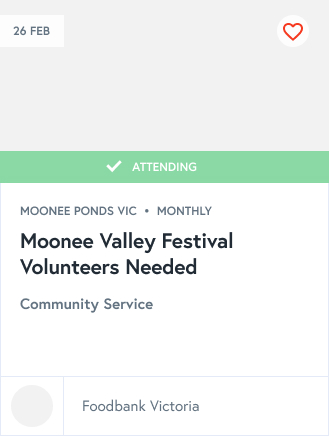 26 FEB
ATTENDING
MOONEE PONDS VIC • MONTHLY
Moonee Valley Festival
Volunteers Needed
Community Service
Foodbank Victoria